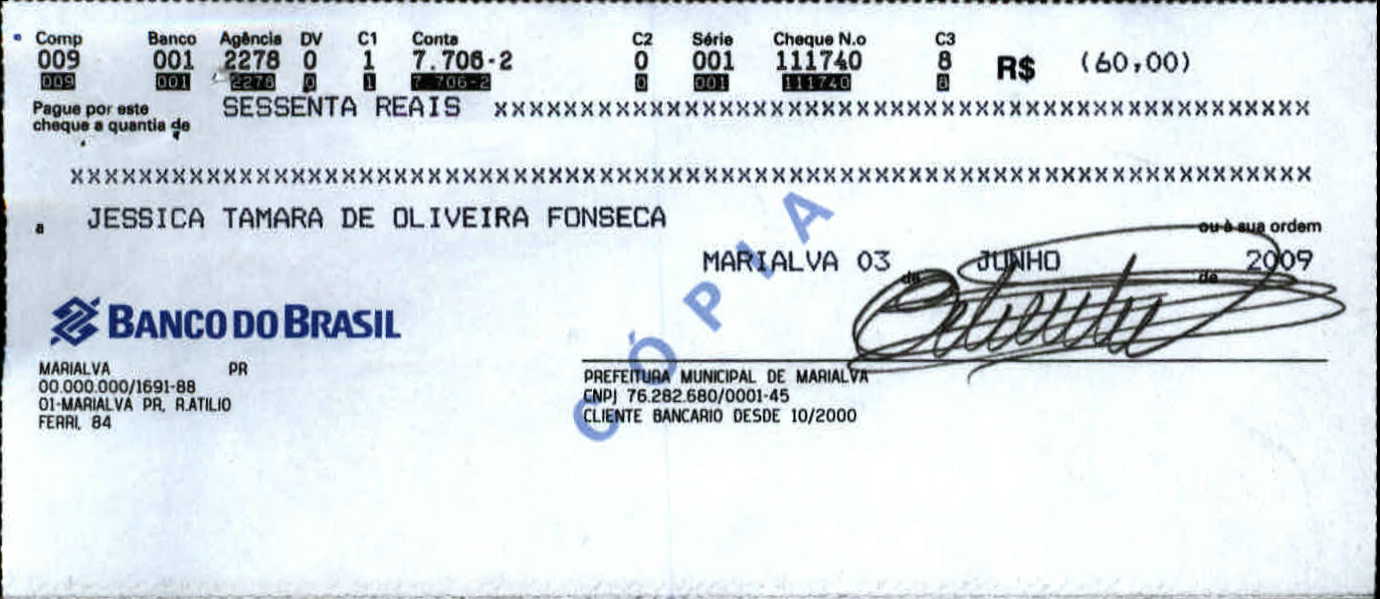 Comp Banco Agência DV C1 Conta C2 Série Cheque N.o C3
009 001 2278 0 1 7.706-2 0 001 111740 8 R$ (60,00)
009 001 2278 0 1 7.706-2 0 001 111740 8
Pague por este
cheque a quantia de SESSENTA REAIS xxxxxxxxxxxxxxxxxxxxxxxxxxxxxxxxxxxxxxxxxxxxxxxxxxxxxxxxxxx
xxxxxxxxxxxxxxxxxxxxxxxxxxxxxxxxxxxxxxxxxxxxxxxxxxxxxxxxxxxxxxxxxxxxxxxxxxxxxxxxxxxxxxxxx
a JESSICA TAMARA DE OLIVEIRA FONSECA ou à sua ordem
MARIALVA 03 de JUNHO de 2009
CÓPIA
BANCO DO BRASIL
MARIALVA PR
00.000.000/1691-88
01-MARIALVA PR, R.ATILIO
FERRI, 84
PREFEITURA MUNICIPAL DE MARIALVA
CNPJ 76.282.680/0001-45
CLIENTE BANCARIO DESDE 10/2000